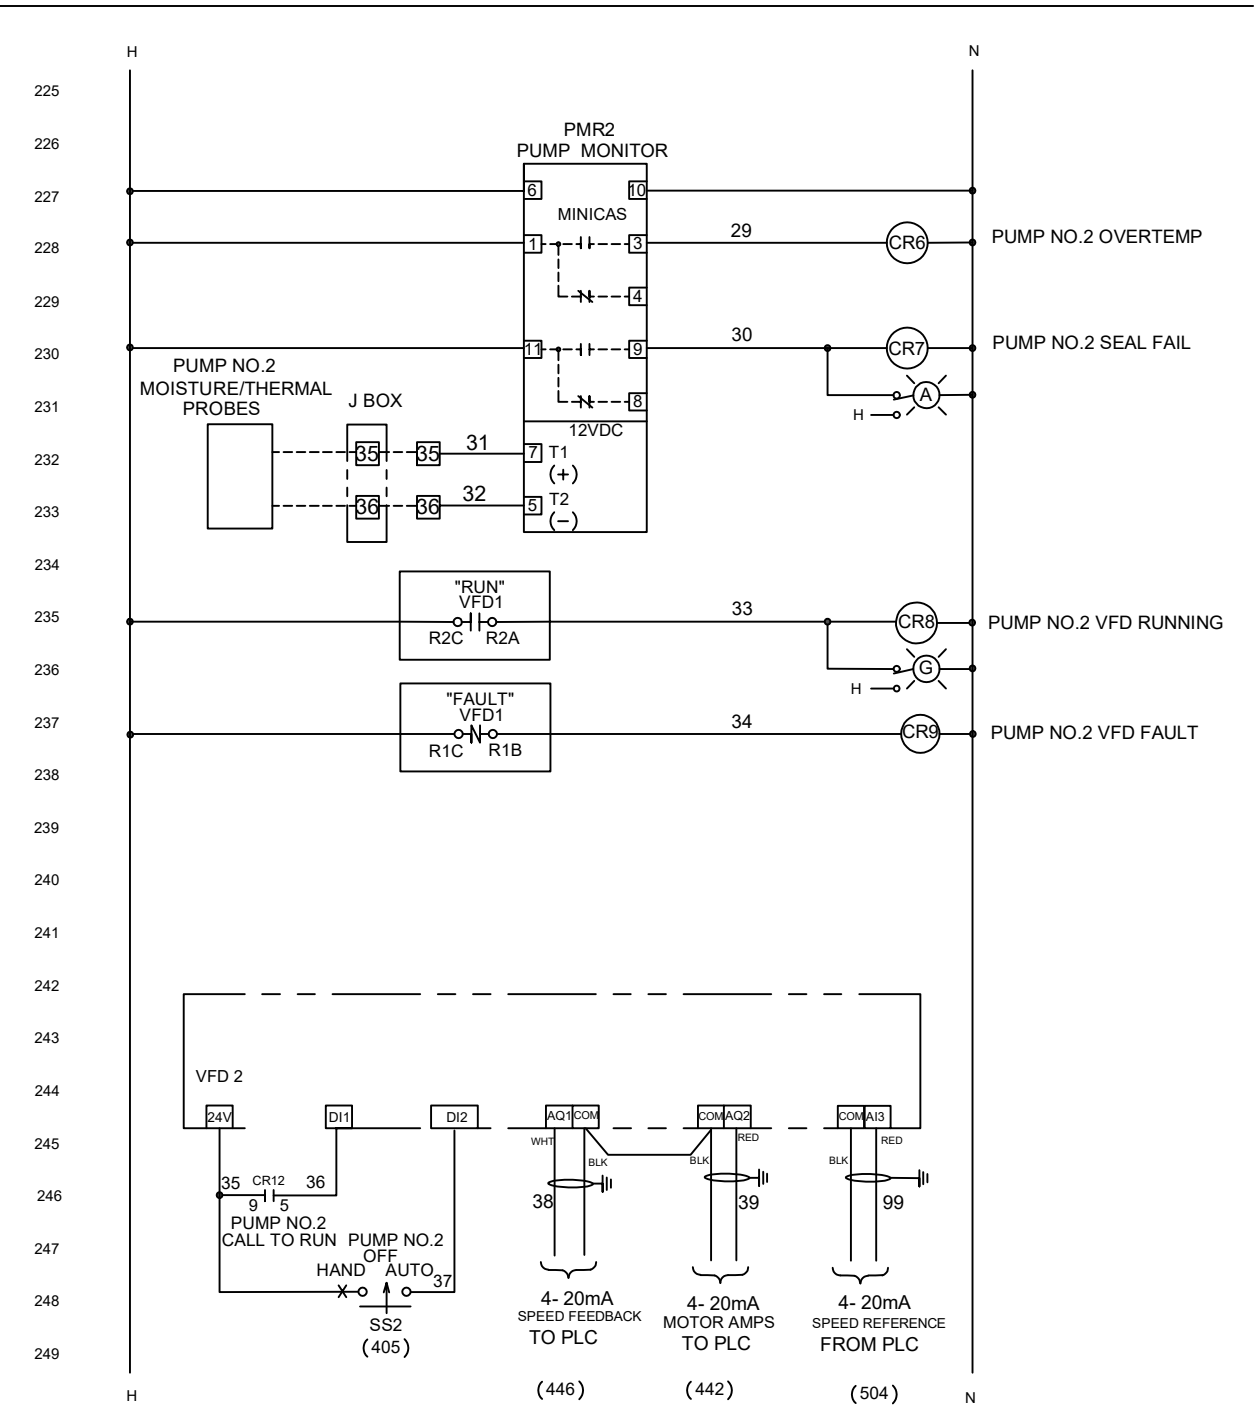 H N
225
226
PMR2
PUMP MONITOR
227
6 10
MINICAS
228
1 3 29 CR6 PUMP NO.2 OVERTEMP
229
4
230
11 9 30 CR7 PUMP NO.2 SEAL FAIL
PUMP NO.2
MOISTURE/THERMAL
PROBES
J BOX
231
8
A
H
12VDC
232
35 35 31 7 T1
(+)
233
36 36 32 5 T2
(−)
234
"RUN"
VFD1
235
R2C R2A
33 CR8 PUMP NO.2 VFD RUNNING
236
G
H
"FAULT"
VFD1
237
R1C R1B
34 CR9 PUMP NO.2 VFD FAULT
238
239
240
241
242
243
VFD 2
244
24V DI1 DI2 AQ1 COM COM AQ2 COM AI3
245
WHT BLK BLK RED BLK RED
35 CR12 36
246
9 5
38 39 99
PUMP NO.2
CALL TO RUN
247
PUMP NO.2
OFF
HAND AUTO 37
248
SS2
(405)
4- 20mA
SPEED FEEDBACK
TO PLC
4- 20mA
MOTOR AMPS
TO PLC
4- 20mA
SPEED REFERENCE
FROM PLC
249
(446) (442) (504)
H N